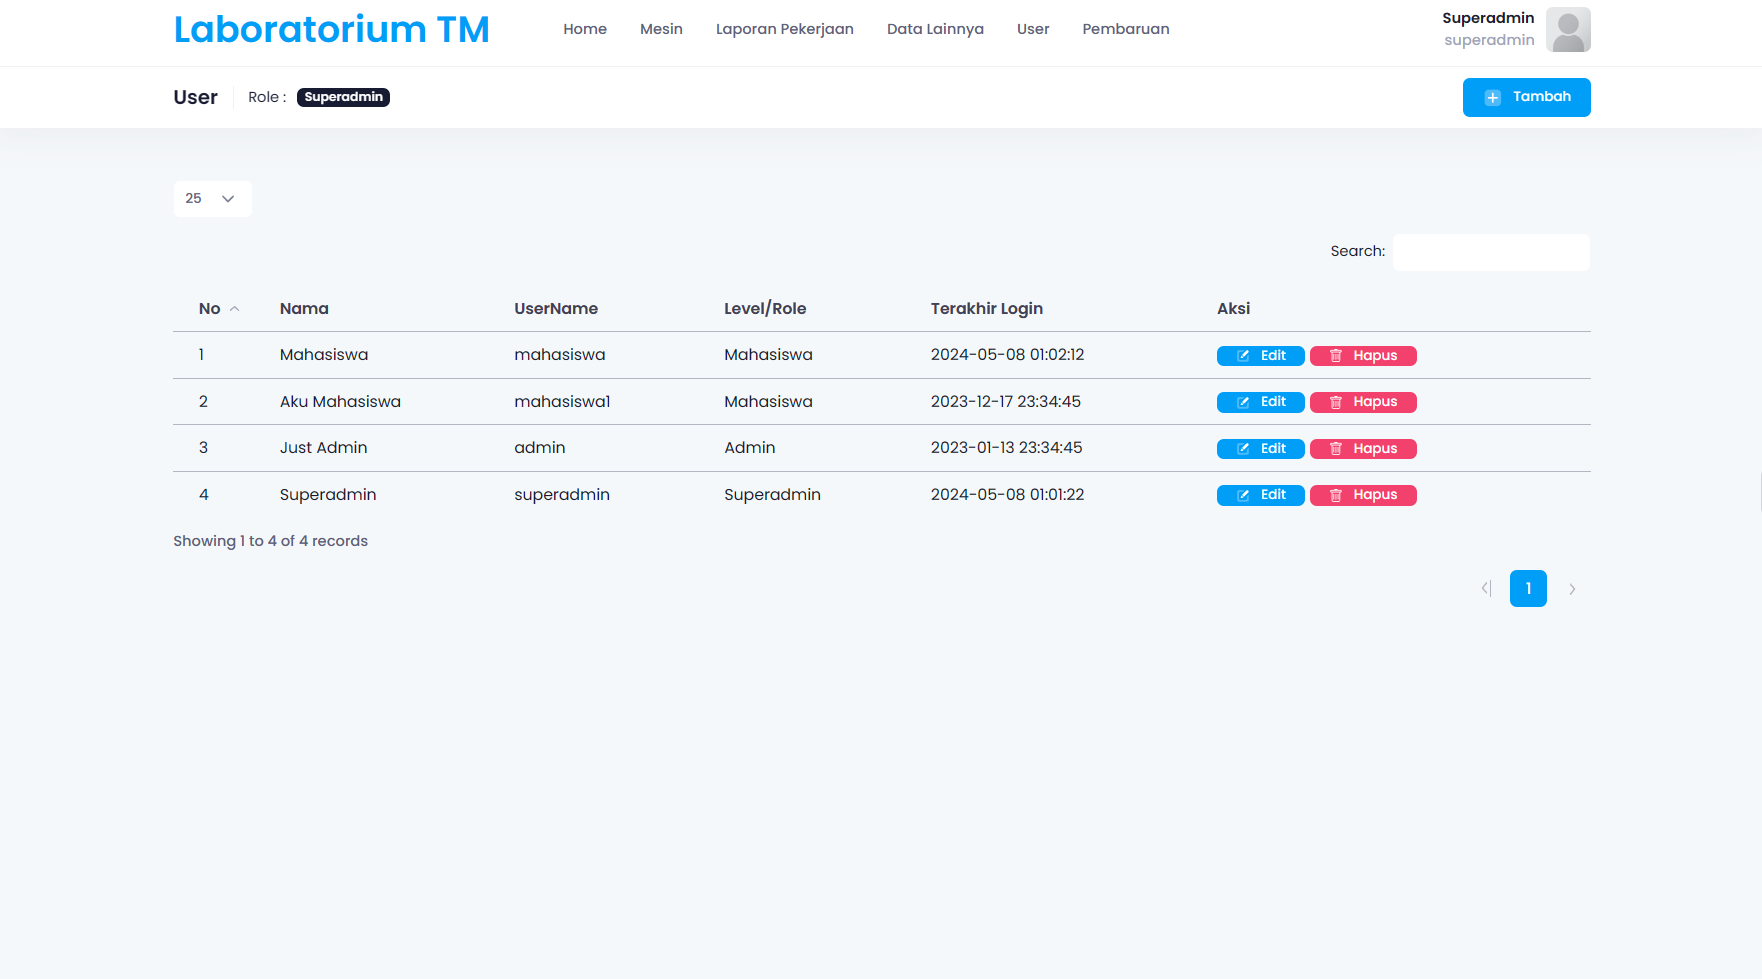 Laboratorium TM Home Mesin Laporan Pekerjaan Data Lainnya User Pembaruan Superadmin
superadmin
User Role : Superadmin Tambah
25
Search:
No Nama UserName Level/Role Terakhir Login Aksi
1 Mahasiswa mahasiswa Mahasiswa 2024-05-08 01:02:12 Edit Hapus
2 Aku Mahasiswa mahasiswa1 Mahasiswa 2023-12-17 23:34:45 Edit Hapus
3 Just Admin admin Admin 2023-01-13 23:34:45 Edit Hapus
4 Superadmin superadmin Superadmin 2024-05-08 01:01:22 Edit Hapus
Showing 1 to 4 of 4 records
1